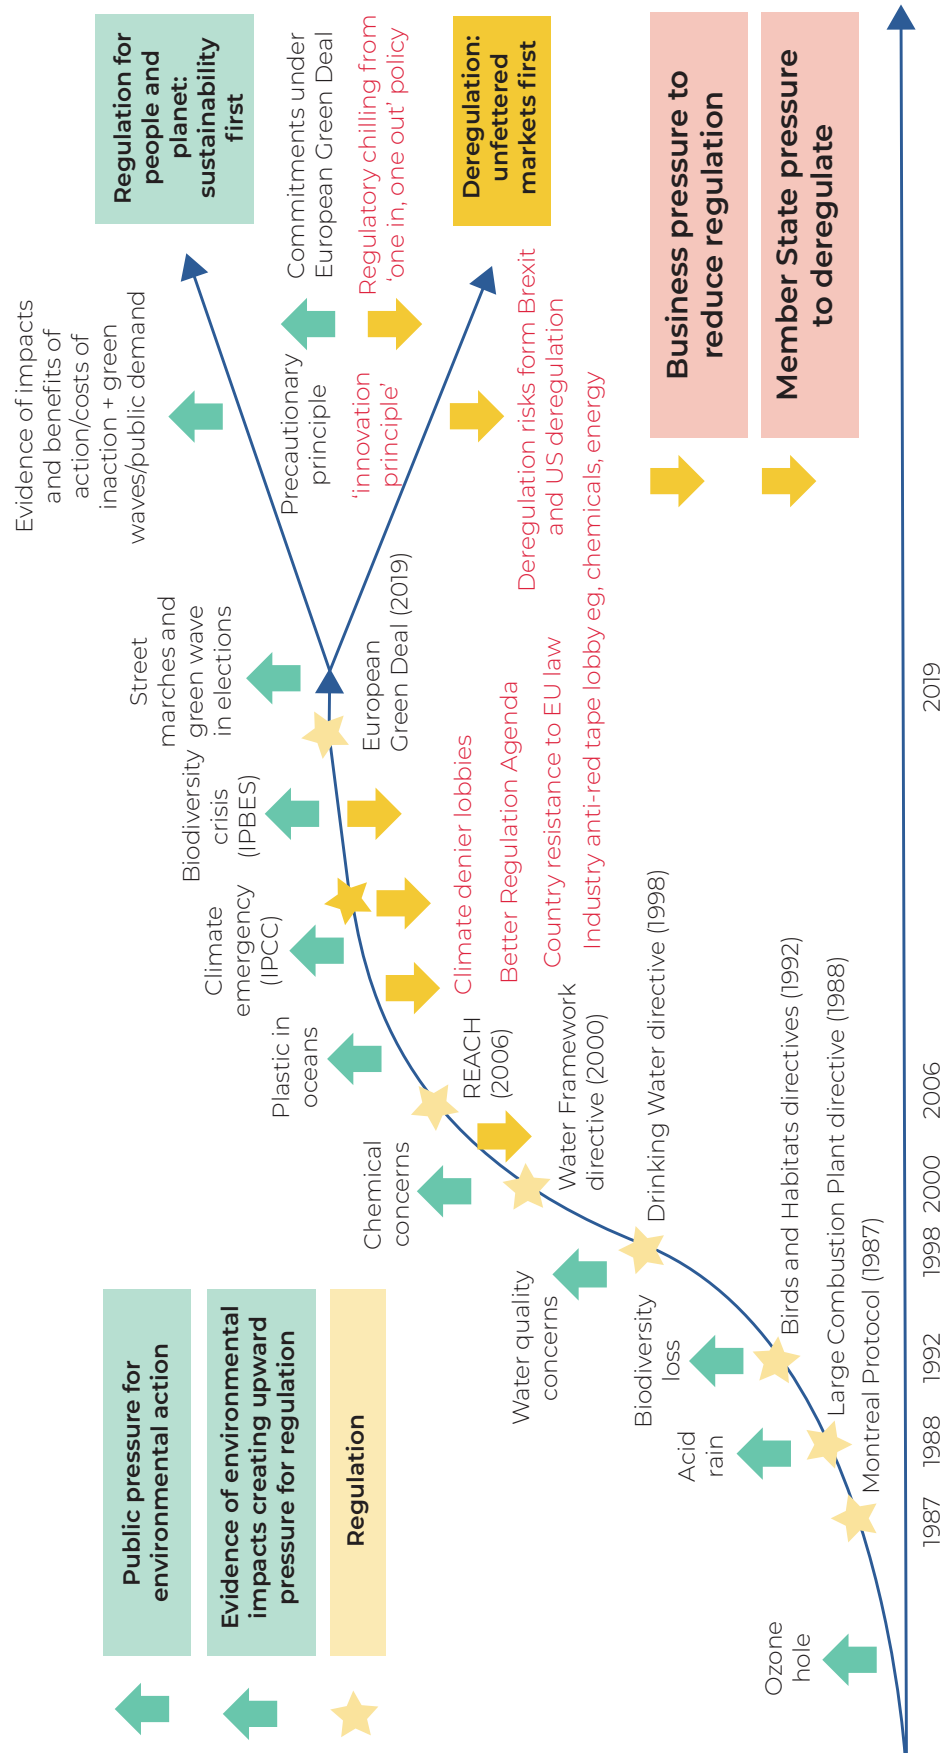 Public pressure for
environmental action
Evidence of environmental
impacts creating upward
pressure for regulation
Regulation
Ozone
hole
Acid
rain
Biodiversity
loss
Water quality
concerns
Chemical
concerns
Plastic in
oceans
Climate
emergency
(IPCC)
Biodiversity
crisis
(IPBES)
Street
marches and
green wave
in elections
Evidence of impacts
and benefits of
action/costs of
inaction + green
waves/public demand
Regulation for
people and
planet:
sustainability
first
Precautionary
principle
Commitments under
European Green Deal
‘innovation
principle’
Regulatory chilling from
‘one in, one out’ policy
Deregulation:
unfettered
markets first
Montreal Protocol (1987)
Large Combustion Plant directive (1988)
Birds and Habitats directives (1992)
Drinking Water directive (1998)
Water Framework
directive (2000)
REACH
(2006)
European
Green Deal (2019)
Climate denier lobbies
Better Regulation Agenda
Country resistance to EU law
Industry anti-red tape lobby eg, chemicals, energy
Deregulation risks form Brexit
and US deregulation
Business pressure to
reduce regulation
Member State pressure
to deregulate
1987
1988
1992
1998
2000
2006
2019